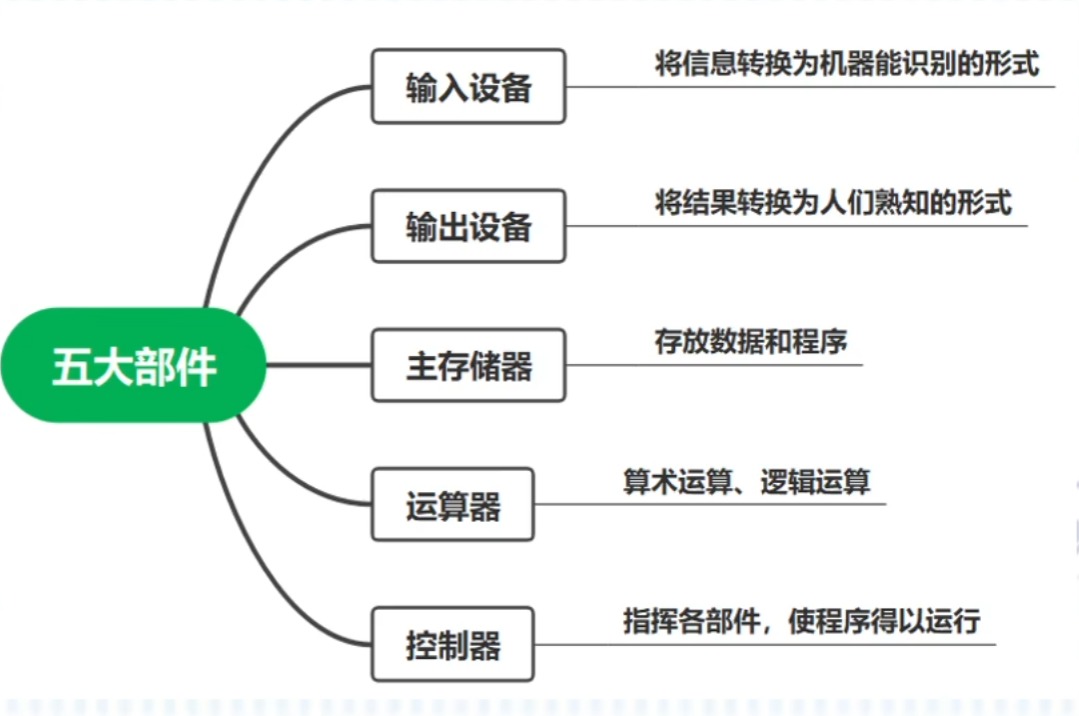 五大部件
输入设备
将信息转换为机器能识别的形式
输出设备
将结果转换为人们熟知的形式
主存储器
存放数据和程序
运算器
算术运算、逻辑运算
控制器
指挥各部件，使程序得以运行